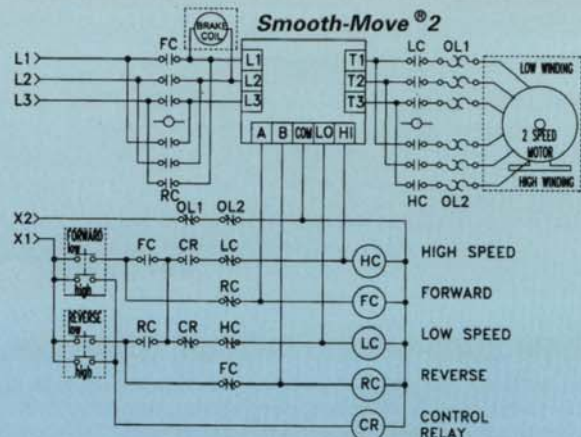 Smooth-Move ® 2
BRAKE COIL
FC
L1
L2
L3
L1
L2
L3
T1
T2
T3
LC OL1
LOW WINDING
2 SPEED MOTOR
HIGH WINDING
A B COM LO HI
RC
HC OL2
X2
OL1 OL2
X1
FORWARD
low
high
FC CR LC
HC HIGH SPEED
RC
FC FORWARD
REVERSE
low
high
RC CR HC
LC LOW SPEED
FC
RC REVERSE
CR CONTROL RELAY